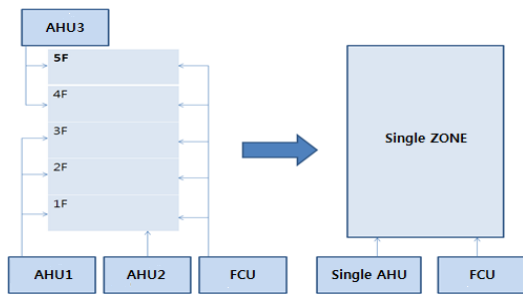 AHU3
5F
4F
3F
2F
1F
AHU1
AHU2
FCU
Single ZONE
Single AHU
FCU